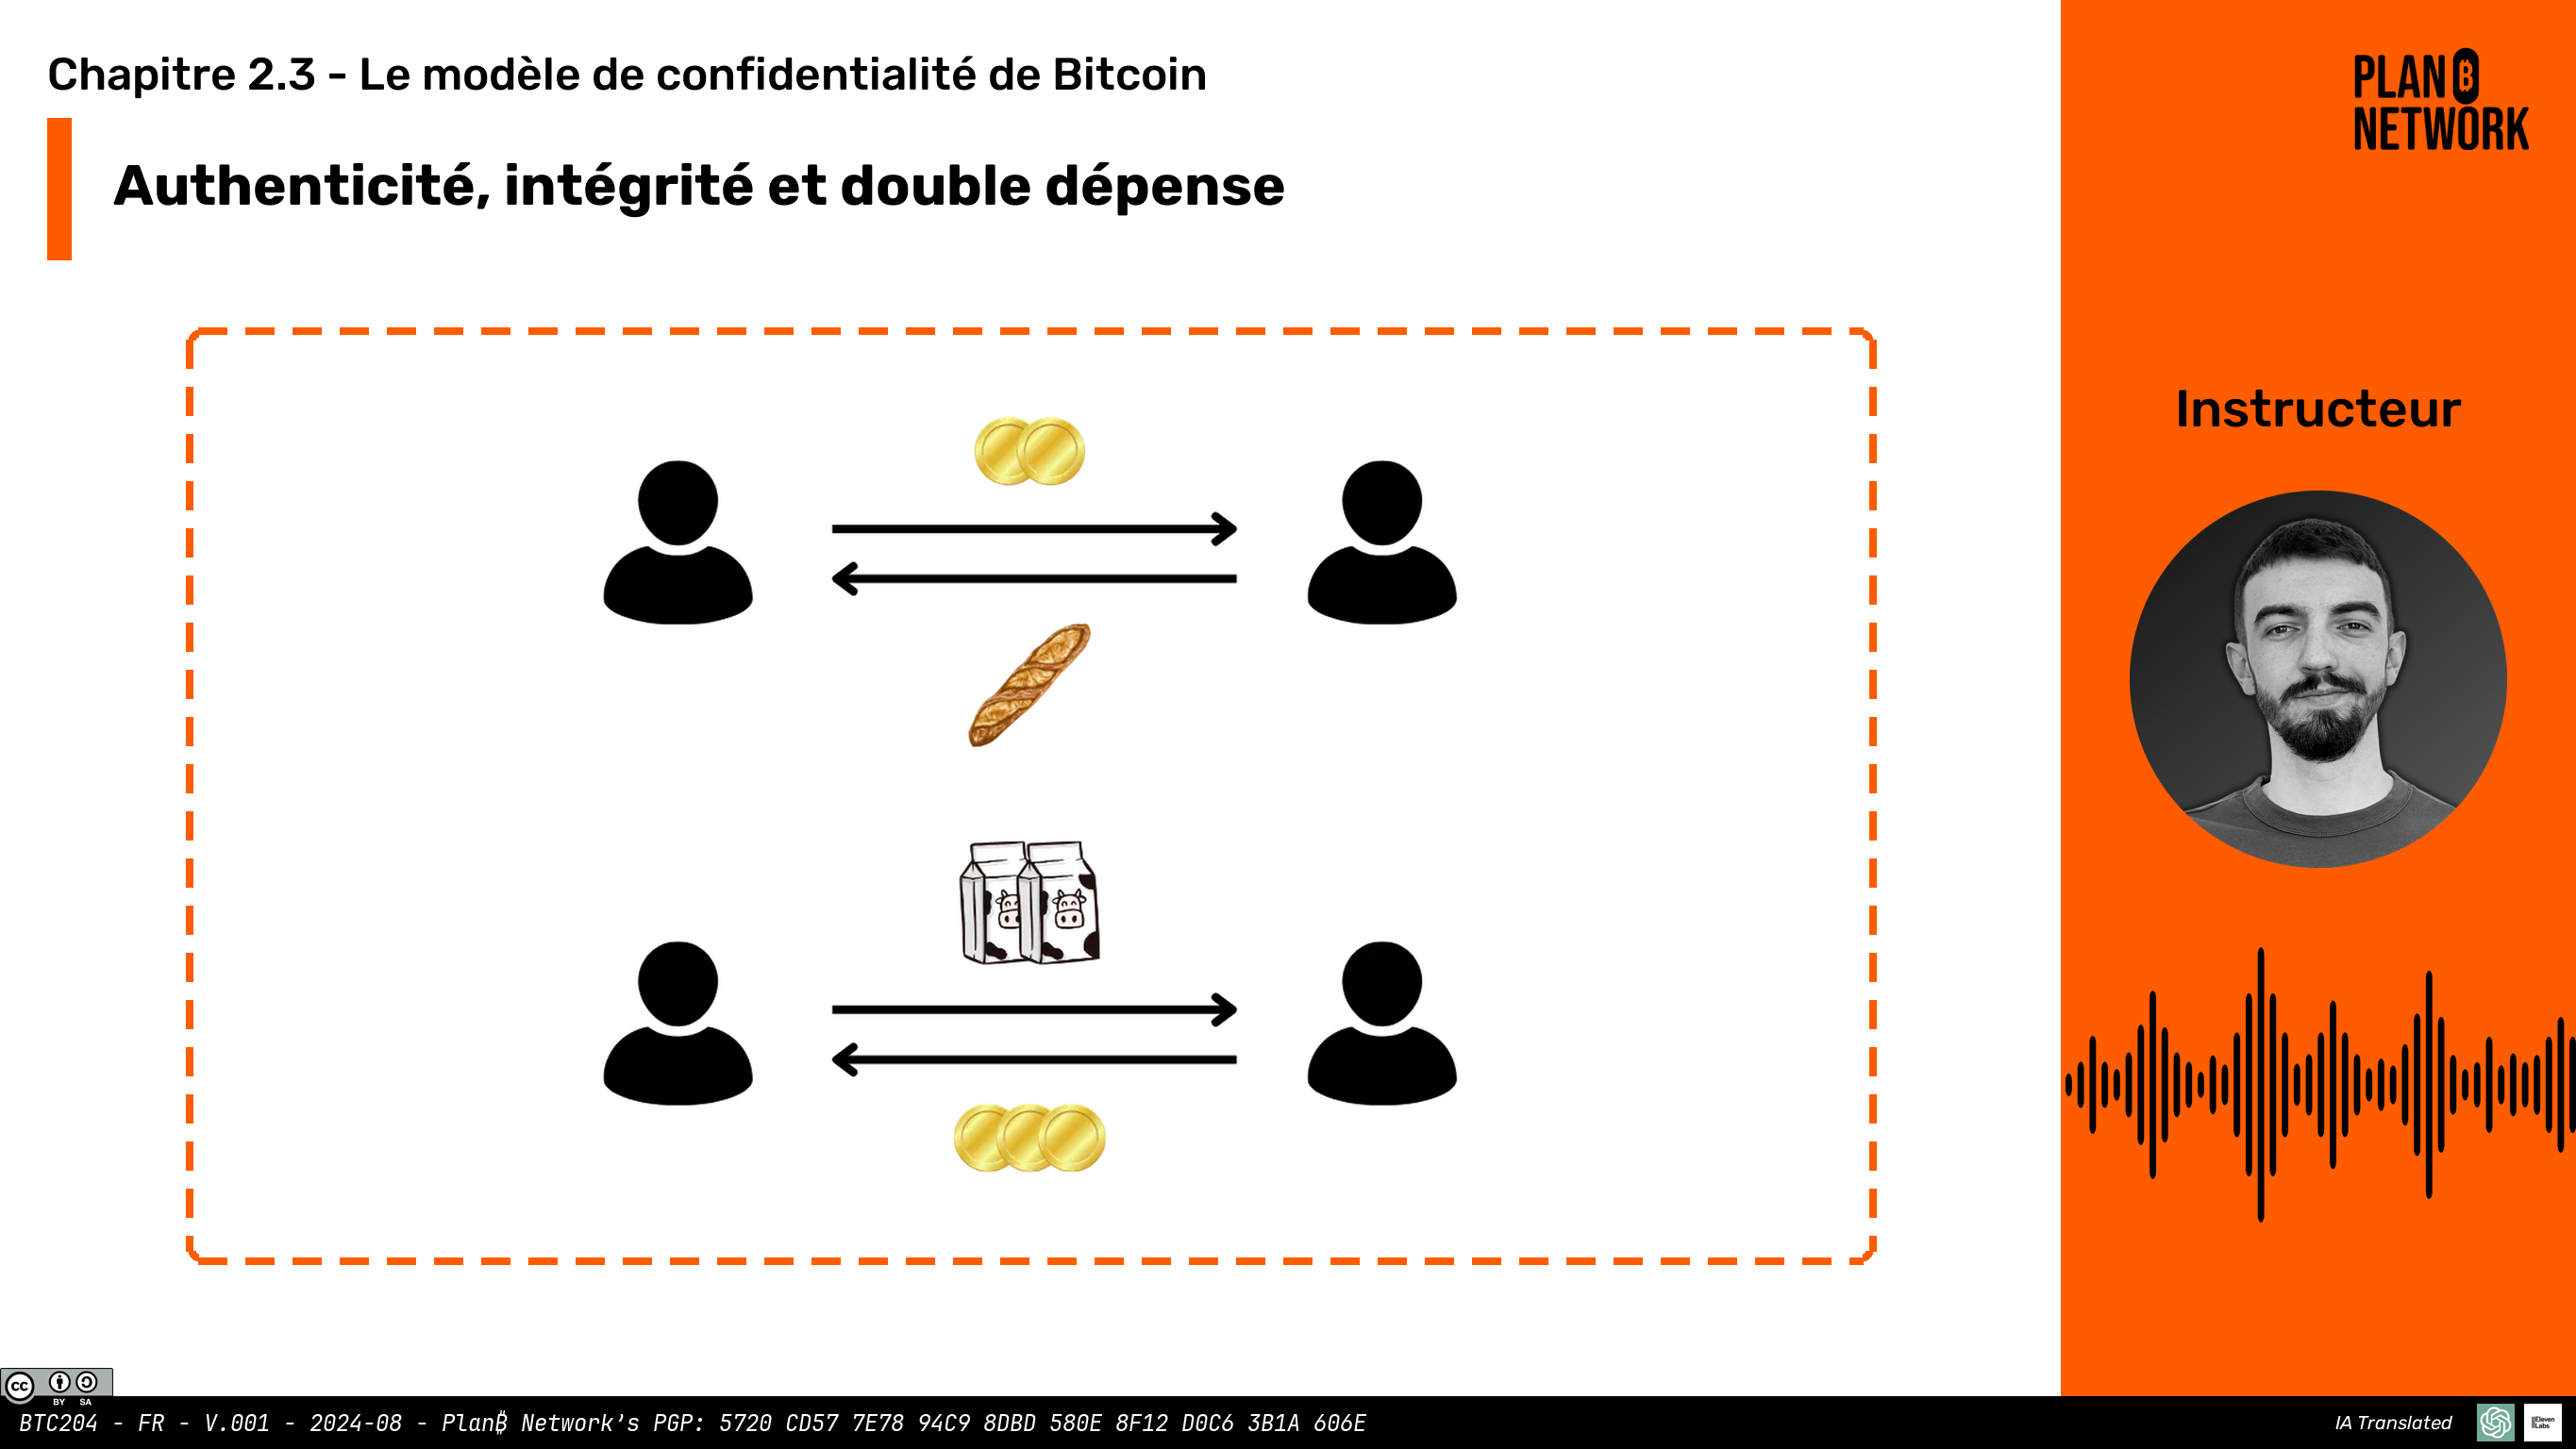 Chapitre 2.3 - Le modèle de confidentialité de Bitcoin
Authenticité, intégrité et double dépense
PLAN ₿
NETWORK
Instructeur
CC BY SA
BTC204 - FR - V.001 - 2024-08 - Plan₿ Network’s PGP: 5720 CD57 7E78 94C9 8DBD 580E 8F12 D0C6 3B1A 606E
IA Translated
IIElevenLabs